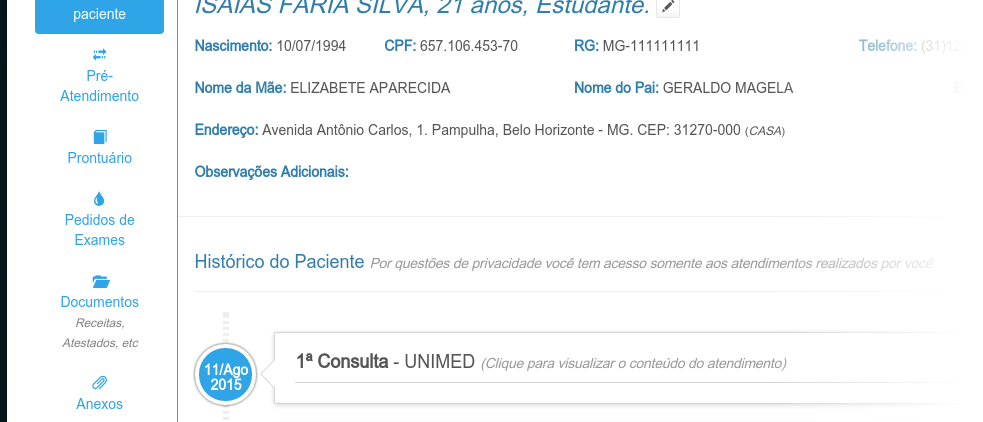 ISAIAS FARIA SILVA, 21 anos, Estudante.
paciente
Nascimento: 10/07/1994 CPF: 657.106.453-70 RG: MG-111111111 Telefone: (31)12
Pré-
Atendimento
Nome da Mãe: ELIZABETE APARECIDA Nome do Pai: GERALDO MAGELA E
Endereço: Avenida Antônio Carlos, 1. Pampulha, Belo Horizonte - MG. CEP: 31270-000 (CASA)
Prontuário
Observações Adicionais:
Pedidos de
Exames
Histórico do Paciente Por questões de privacidade você tem acesso somente aos atendimentos realizados por você.
Documentos
Receitas,
Atestados, etc
1ª Consulta - UNIMED (Clique para visualizar o conteúdo do atendimento)
11/Ago
2015
Anexos